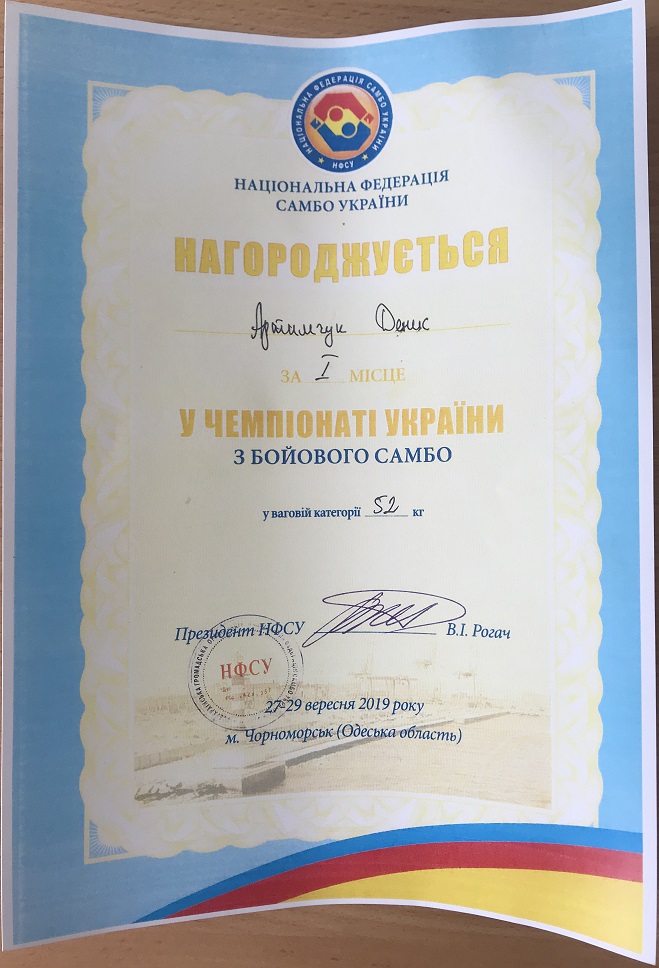 НАЦІОНАЛЬНА ФЕДЕРАЦІЯ САМБО УКРАЇНИ
НФСУ
НАЦІОНАЛЬНА ФЕДЕРАЦІЯ
САМБО УКРАЇНИ
НАГОРОДЖУЄТЬСЯ
Артимчук Денис
ЗА I МІСЦЕ
У ЧЕМПІОНАТІ УКРАЇНИ
З БОЙОВОГО САМБО
у ваговій категорії 52 кг
Президент НФСУ В.І. Рогач
НФСУ
27-29 вересня 2019 року
м. Чорноморськ (Одеська область)